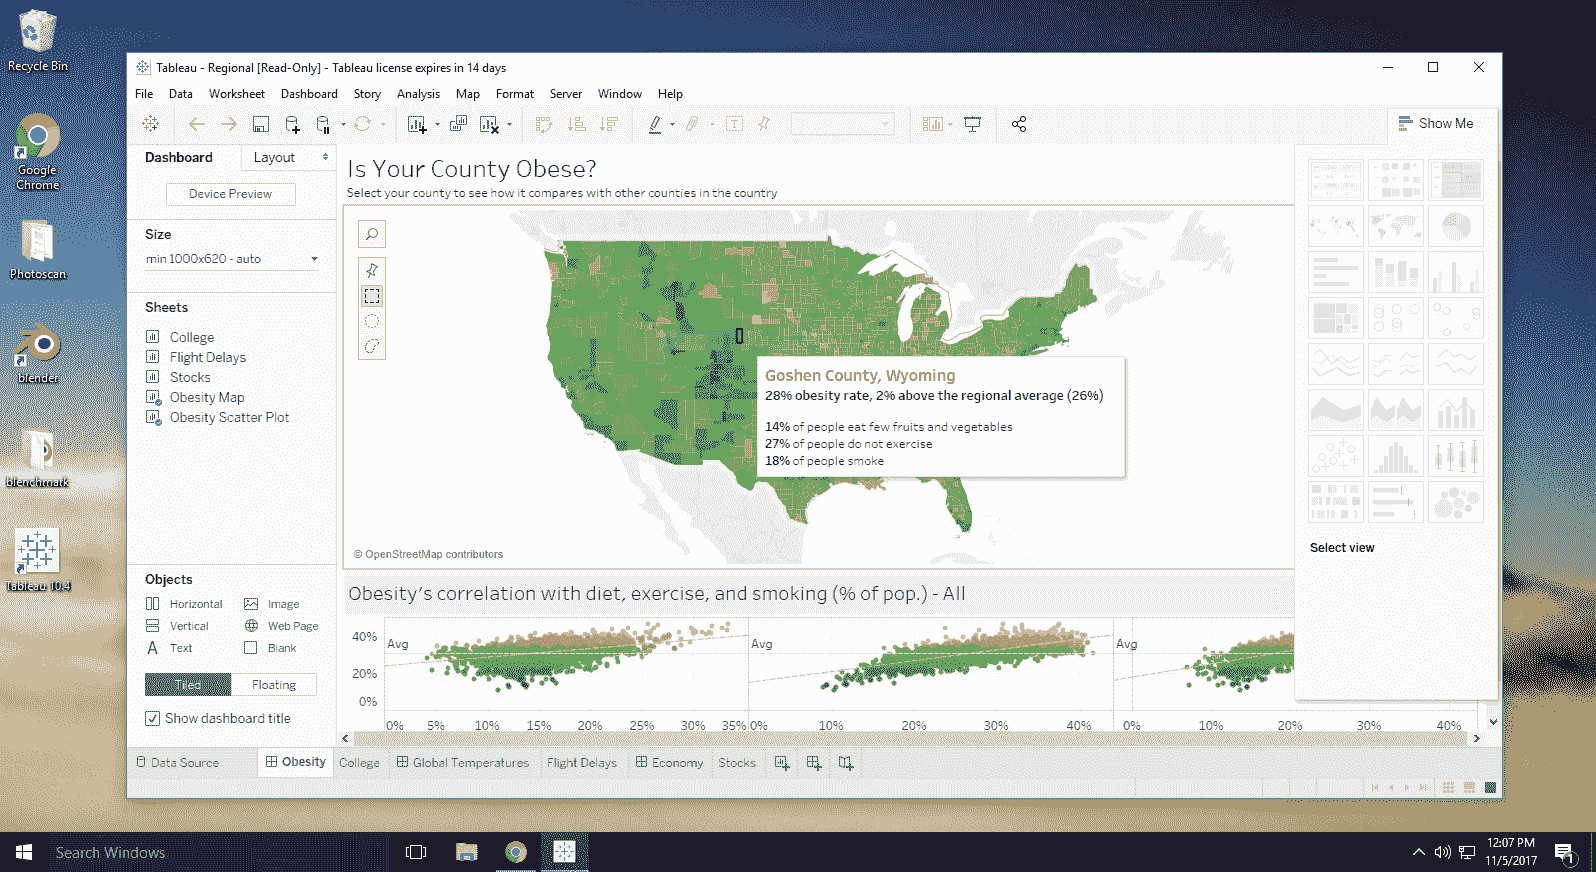 Recycle Bin
Google
Chrome
Photoscan
blender
blenchmark
Tableau 10.4
Tableau - Regional [Read-Only] - Tableau license expires in 14 days
File Data Worksheet Dashboard Story Analysis Map Format Server Window Help
Show Me
Dashboard Layout
Device Preview
Size
min 1000x620 - auto
Sheets
College
Flight Delays
Stocks
Obesity Map
Obesity Scatter Plot
Objects
Horizontal Image
Vertical Web Page
A Text Blank
Tiled Floating
Show dashboard title
Is Your County Obese?
Select your county to see how it compares with other counties in the country
Goshen County, Wyoming
28% obesity rate, 2% above the regional average (26%)
14% of people eat few fruits and vegetables
27% of people do not exercise
18% of people smoke
© OpenStreetMap contributors
Select view
Obesity's correlation with diet, exercise, and smoking (% of pop.) - All
40% Avg Avg Avg
20%
0%
0% 5% 10% 15% 20% 25% 30% 35% 0% 10% 20% 30% 40% 0% 10% 20% 30% 40%
Data Source Obesity College Global Temperatures Flight Delays Economy Stocks
Search Windows
12:07 PM
11/5/2017
1